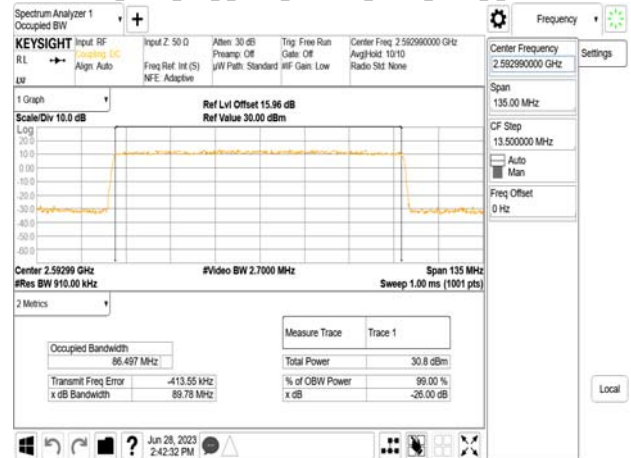 Spectrum Analyzer 1
Occupied BW
+
Frequency
KEYSIGHT
RL
Input: RF
Coupling: DC
Align: Auto
Input Z: 50 Ω
Freq Ref: Int (S)
NFE: Adaptive
Atten: 30 dB
Preamp: Off
µW Path: Standard
Trig: Free Run
Gate: Off
#IF Gain: Low
Center Freq: 2.592990000 GHz
Avg|Hold: 10/10
Radio Std: None
Center Frequency
2.592990000 GHz
Settings
Span
135.00 MHz
CF Step
13.500000 MHz
Auto
Man
Freq Offset
0 Hz
Local
1 Graph
Scale/Div 10.0 dB
Ref Lvl Offset 15.96 dB
Ref Value 30.00 dBm
Log
20.0
10.0
0.00
-10.0
-20.0
-30.0
-40.0
-50.0
-60.0
Center 2.59299 GHz
#Res BW 910.00 kHz
#Video BW 2.7000 MHz
Span 135 MHz
Sweep 1.00 ms (1001 pts)
2 Metrics
Measure Trace Trace 1
Occupied Bandwidth
86.497 MHz
Total Power 30.8 dBm
Transmit Freq Error -413.55 kHz
% of OBW Power 99.00 %
x dB Bandwidth 89.78 MHz
x dB -26.00 dB
?
Jun 28, 2023
2:42:32 PM